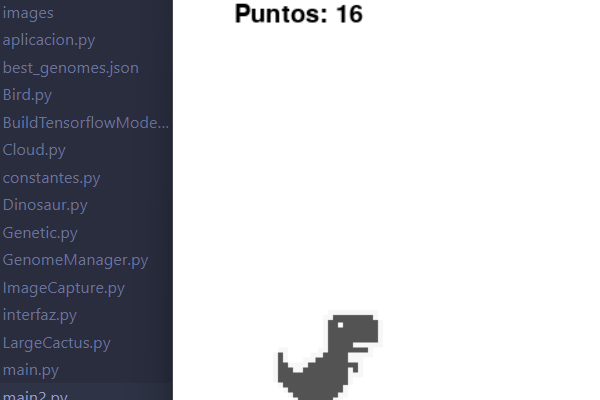 images
aplicacion.py
best_genomes.json
Bird.py
BuildTensorflowMode...
Cloud.py
constantes.py
Dinosaur.py
Genetic.py
GenomeManager.py
ImageCapture.py
interfaz.py
LargeCactus.py
main.py
main2.py
Puntos: 16